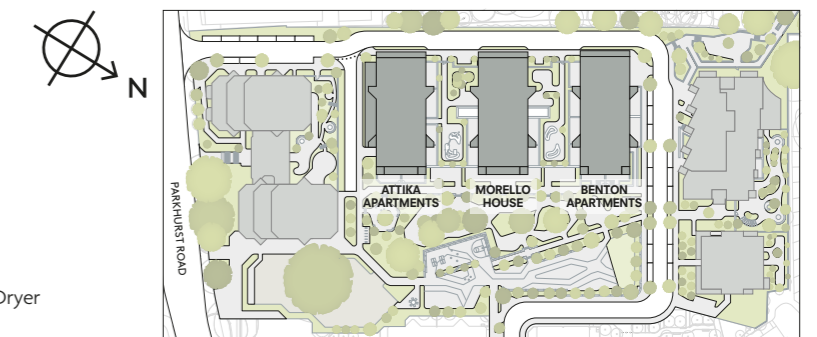 N
ATTIKA
APARTMENTS
MORELLO
HOUSE
BENTON
APARTMENTS
PARKHURST ROAD
Dryer